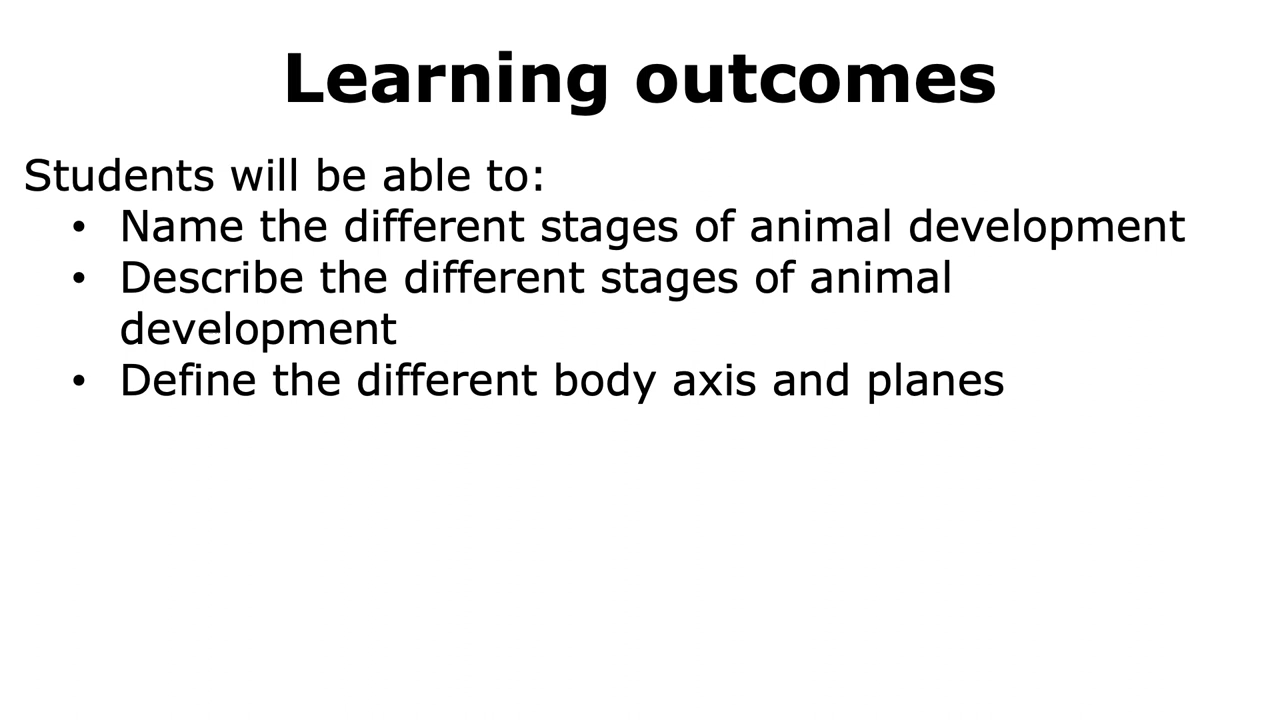 Learning outcomes
Students will be able to:
• Name the different stages of animal development
• Describe the different stages of animal
development
• Define the different body axis and planes